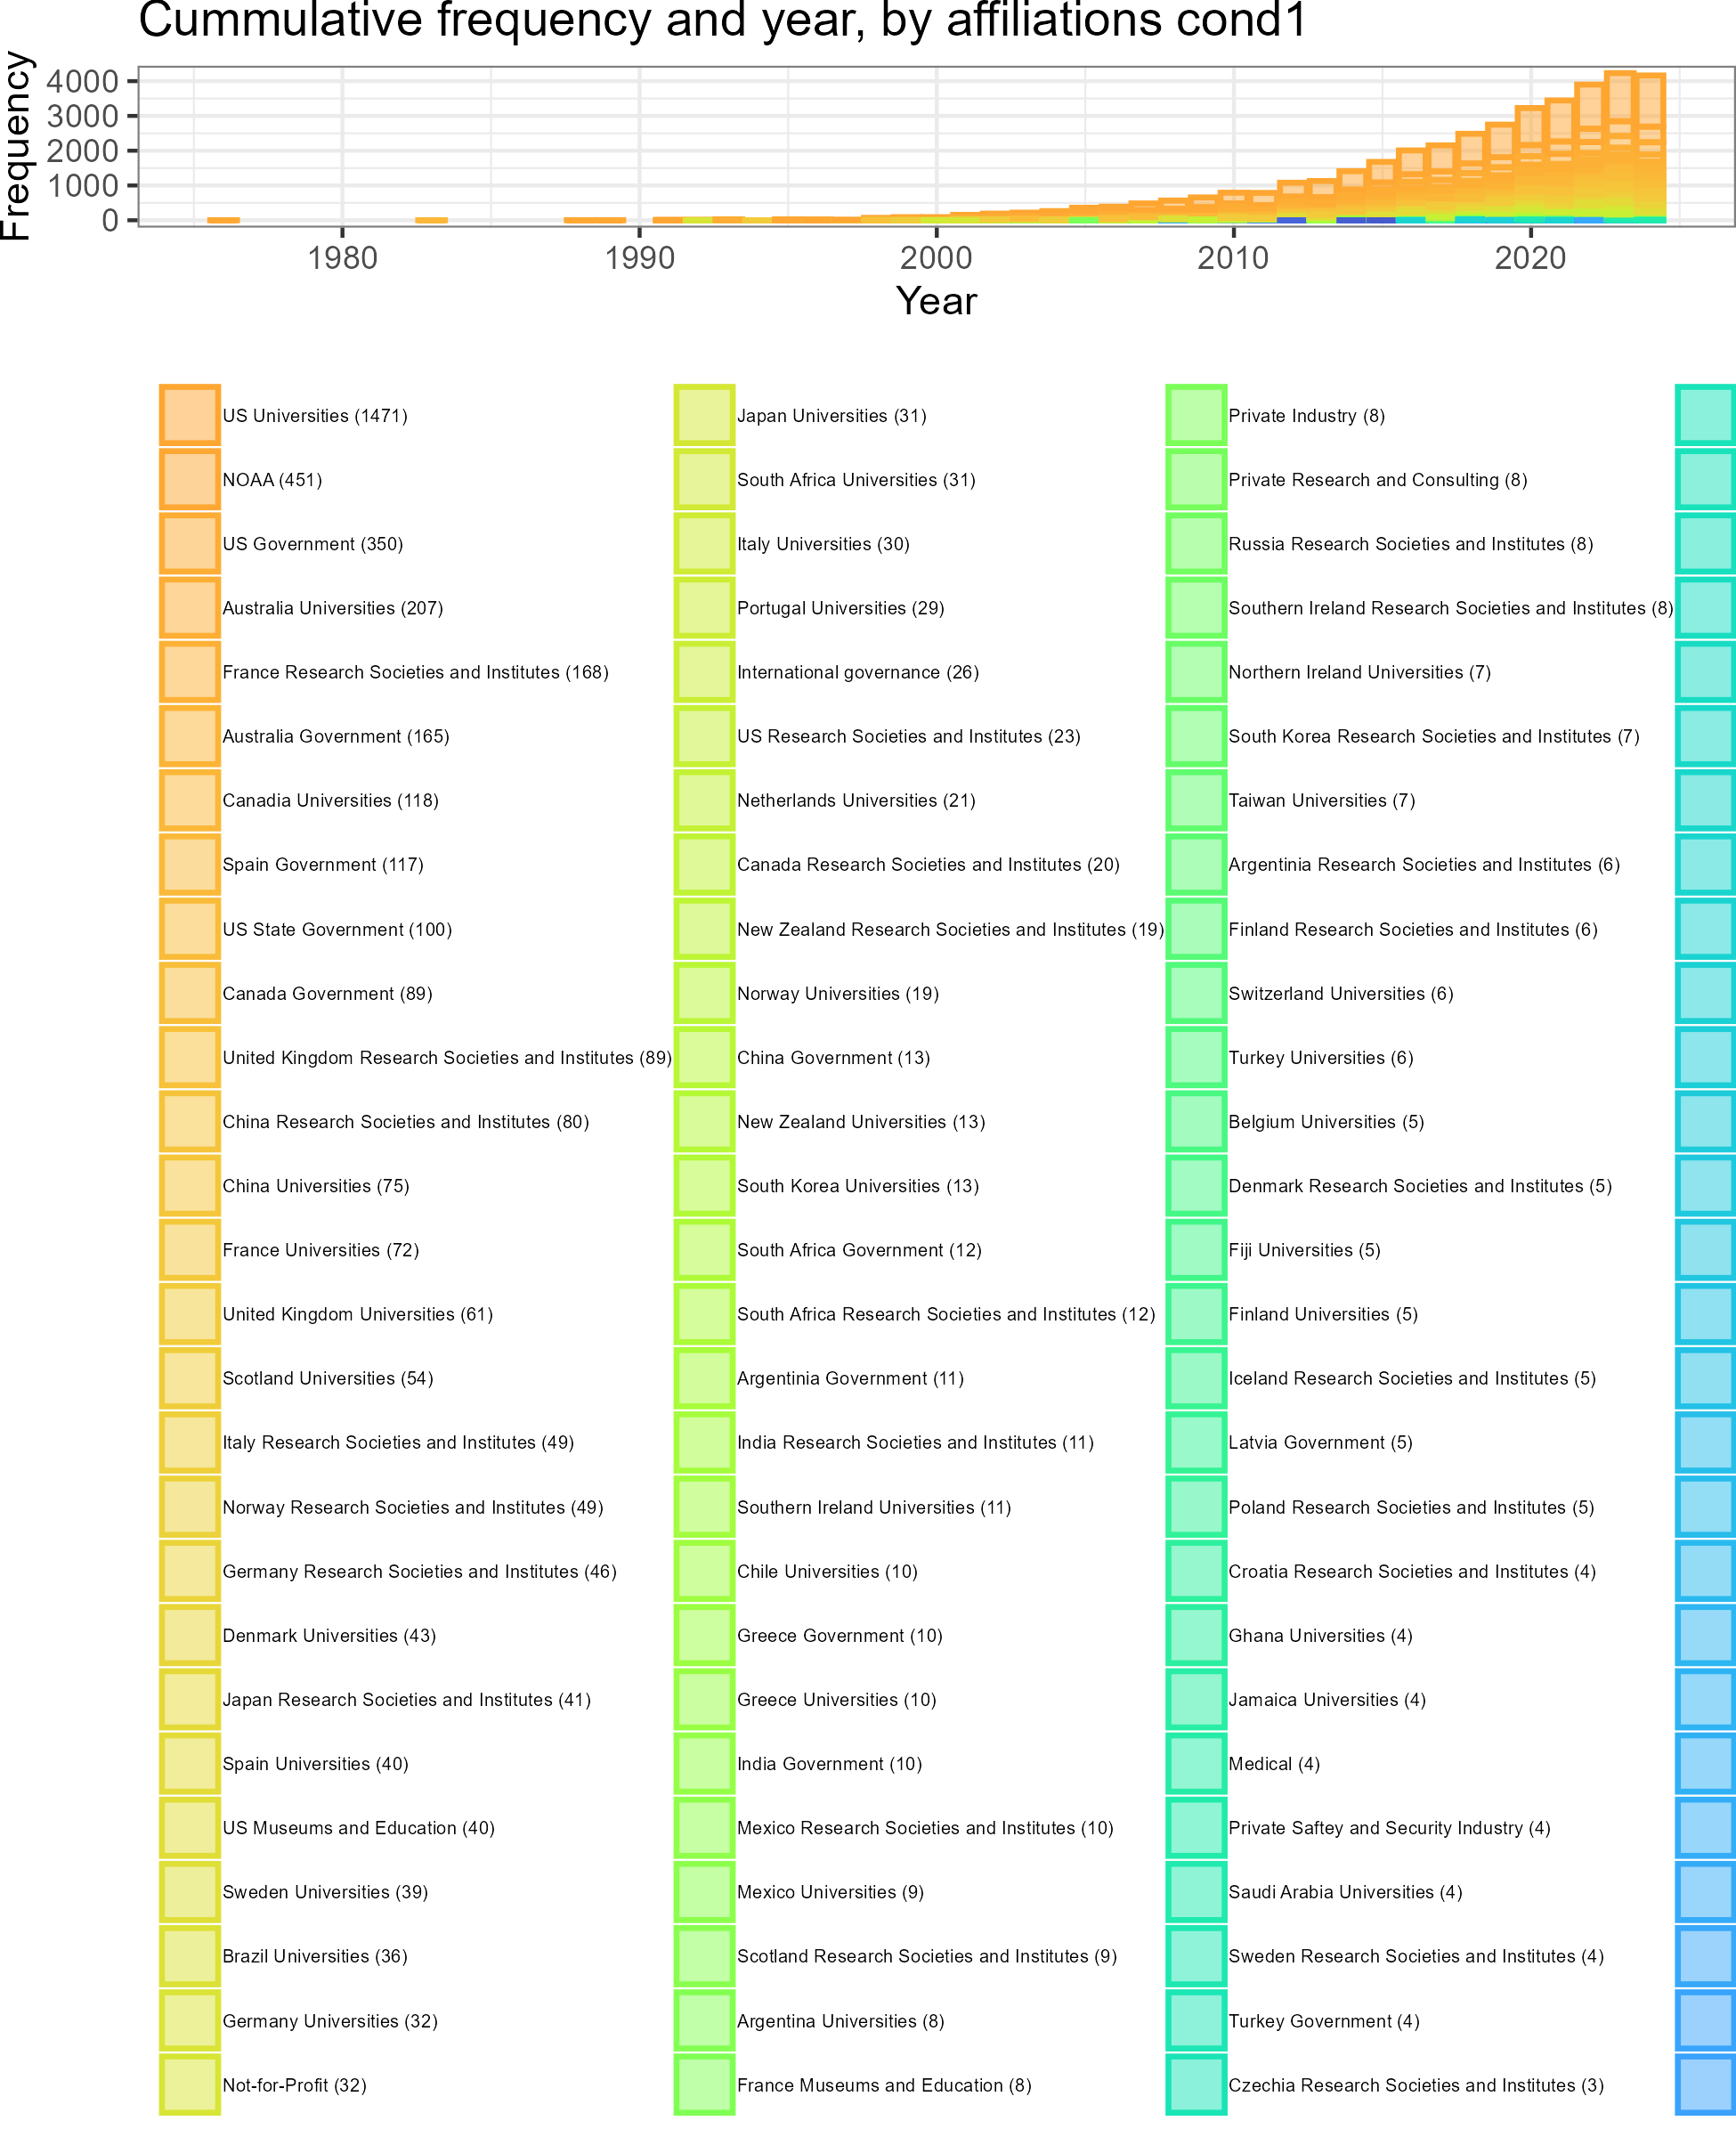 Cummulative frequency and year, by affiliations cond1
Frequency
4000
3000
2000
1000
0
1980 1990 2000 2010 2020
Year
US Universities (1471)
NOAA (451)
US Government (350)
Australia Universities (207)
France Research Societies and Institutes (168)
Australia Government (165)
Canadia Universities (118)
Spain Government (117)
US State Government (100)
Canada Government (89)
United Kingdom Research Societies and Institutes (89)
China Research Societies and Institutes (80)
China Universities (75)
France Universities (72)
United Kingdom Universities (61)
Scotland Universities (54)
Italy Research Societies and Institutes (49)
Norway Research Societies and Institutes (49)
Germany Research Societies and Institutes (46)
Denmark Universities (43)
Japan Research Societies and Institutes (41)
Spain Universities (40)
US Museums and Education (40)
Sweden Universities (39)
Brazil Universities (36)
Germany Universities (32)
Not-for-Profit (32)
Japan Universities (31)
South Africa Universities (31)
Italy Universities (30)
Portugal Universities (29)
International governance (26)
US Research Societies and Institutes (23)
Netherlands Universities (21)
Canada Research Societies and Institutes (20)
New Zealand Research Societies and Institutes (19)
Norway Universities (19)
China Government (13)
New Zealand Universities (13)
South Korea Universities (13)
South Africa Government (12)
South Africa Research Societies and Institutes (12)
Argentinia Government (11)
India Research Societies and Institutes (11)
Southern Ireland Universities (11)
Chile Universities (10)
Greece Government (10)
Greece Universities (10)
India Government (10)
Mexico Research Societies and Institutes (10)
Mexico Universities (9)
Scotland Research Societies and Institutes (9)
Argentina Universities (8)
France Museums and Education (8)
Private Industry (8)
Private Research and Consulting (8)
Russia Research Societies and Institutes (8)
Southern Ireland Research Societies and Institutes (8)
Northern Ireland Universities (7)
South Korea Research Societies and Institutes (7)
Taiwan Universities (7)
Argentinia Research Societies and Institutes (6)
Finland Research Societies and Institutes (6)
Switzerland Universities (6)
Turkey Universities (6)
Belgium Universities (5)
Denmark Research Societies and Institutes (5)
Fiji Universities (5)
Finland Universities (5)
Iceland Research Societies and Institutes (5)
Latvia Government (5)
Poland Research Societies and Institutes (5)
Croatia Research Societies and Institutes (4)
Ghana Universities (4)
Jamaica Universities (4)
Medical (4)
Private Saftey and Security Industry (4)
Saudi Arabia Universities (4)
Sweden Research Societies and Institutes (4)
Turkey Government (4)
Czechia Research Societies and Institutes (3)